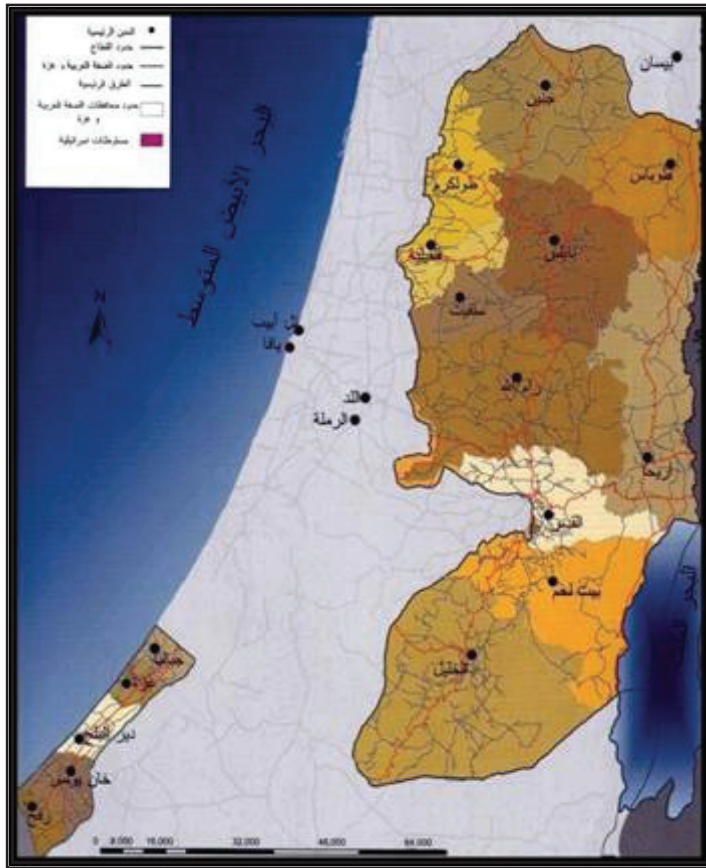 المدن الرئيسية
حدود القطاع
حدود الضفة الغربية و غزة
الطرق الرئيسية
حدود محافظات الضفة الغربية
و غزة
مستوطنات اسرائيلية
البحر الأبيض المتوسط
N
بيسان
جنين
طوباس
طولكرم
قلقيلية
نابلس
سلفيت
تل أبيب
يافا
رام الله
اللد
الرملة
أريحا
القدس
بيت لحم
البحر
الخليل
جباليا
غزة
دير البلح
خان يونس
رفح
0 8,000 16,000 32,000 48,000 64,000